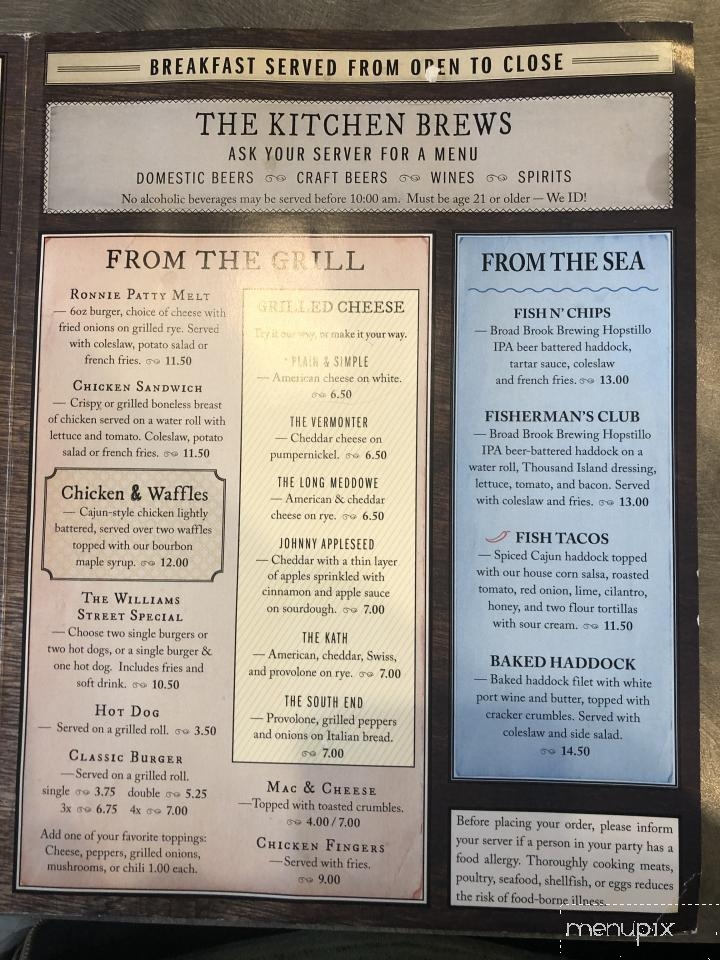 BREAKFAST SERVED FROM OPEN TO CLOSE
THE KITCHEN BREWS
ASK YOUR SERVER FOR A MENU
DOMESTIC BEERS CRAFT BEERS WINES SPIRITS
No alcoholic beverages may be served before 10:00 am. Must be age 21 or older — We ID!
FROM THE GRILL
RONNIE PATTY MELT
— 6oz burger, choice of cheese with
fried onions on grilled rye. Served
with coleslaw, potato salad or
french fries. 11.50
CHICKEN SANDWICH
— Crispy or grilled boneless breast
of chicken served on a water roll with
lettuce and tomato. Coleslaw, potato
salad or french fries. 11.50
Chicken & Waffles
— Cajun-style chicken lightly
battered, served over two waffles
topped with our bourbon
maple syrup. 12.00
THE WILLIAMS
STREET SPECIAL
— Choose two single burgers or
two hot dogs, or a single burger &
one hot dog. Includes fries and
soft drink. 10.50
HOT DOG
— Served on a grilled roll. 3.50
CLASSIC BURGER
—Served on a grilled roll.
single 3.75 double 5.25
3x 6.75 4x 7.00
Add one of your favorite toppings:
Cheese, peppers, grilled onions,
mushrooms, or chili 1.00 each.
GRILLED CHEESE
Try it our way, or make it your way.
PLAIN & SIMPLE
— American cheese on white.
6.50
THE VERMONTER
— Cheddar cheese on
pumpernickel. 6.50
THE LONG MEDDOWE
— American & cheddar
cheese on rye. 6.50
JOHNNY APPLESEED
— Cheddar with a thin layer
of apples sprinkled with
cinnamon and apple sauce
on sourdough. 7.00
THE KATH
— American, cheddar, Swiss,
and provolone on rye. 7.00
THE SOUTH END
— Provolone, grilled peppers
and onions on Italian bread.
7.00
MAC & CHEESE
—Topped with toasted crumbles.
4.00 / 7.00
CHICKEN FINGERS
—Served with fries.
9.00
FROM THE SEA
FISH N' CHIPS
— Broad Brook Brewing Hopstillo
IPA beer battered haddock,
tartar sauce, coleslaw
and french fries. 13.00
FISHERMAN'S CLUB
— Broad Brook Brewing Hopstillo
IPA beer-battered haddock on a
water roll, Thousand Island dressing,
lettuce, tomato, and bacon. Served
with coleslaw and fries. 13.00
FISH TACOS
— Spiced Cajun haddock topped
with our house corn salsa, roasted
tomato, red onion, lime, cilantro,
honey, and two flour tortillas
with sour cream. 11.50
BAKED HADDOCK
— Baked haddock filet with white
port wine and butter, topped with
cracker crumbles. Served with
coleslaw and side salad.
14.50
Before placing your order, please inform
your server if a person in your party has a
food allergy. Thoroughly cooking meats,
poultry, seafood, shellfish, or eggs reduces
the risk of food-borne illness.
menupix